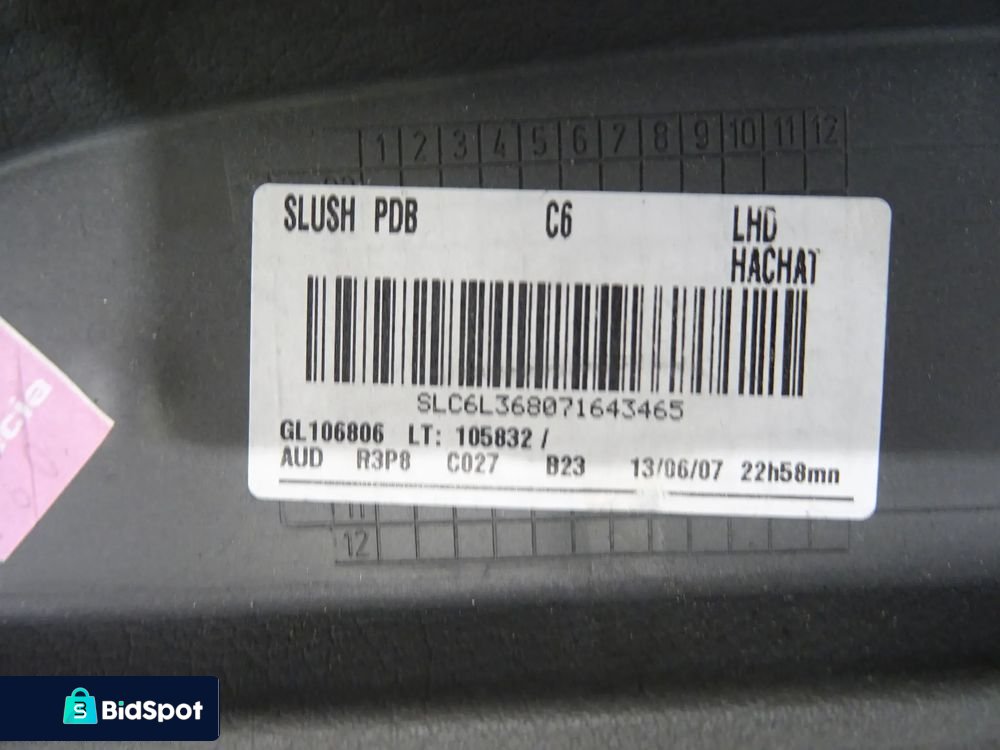 1 2 3 4 5 6 7 8 9 10 11 12
SLUSH PDB C6 LHD
HACHAT
SLC6L368071643465
GL106806 LT: 105832 /
AUD R3P8 C027 B23 13/06/07 22h58mn
12
BidSpot